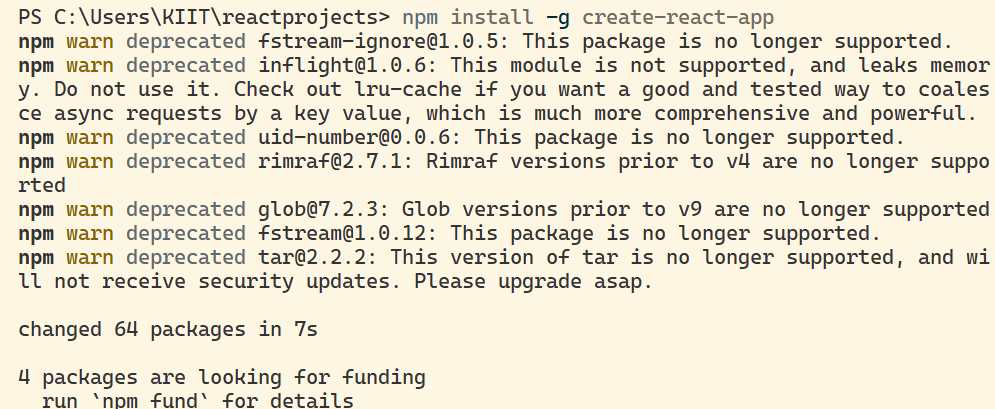 PS C:\Users\KIIT\reactprojects> npm install -g create-react-app
npm warn deprecated fstream-ignore@1.0.5: This package is no longer supported.
npm warn deprecated inflight@1.0.6: This module is not supported, and leaks memor
y. Do not use it. Check out lru-cache if you want a good and tested way to coales
ce async requests by a key value, which is much more comprehensive and powerful.
npm warn deprecated uid-number@0.0.6: This package is no longer supported.
npm warn deprecated rimraf@2.7.1: Rimraf versions prior to v4 are no longer suppo
rted
npm warn deprecated glob@7.2.3: Glob versions prior to v9 are no longer supported
npm warn deprecated fstream@1.0.12: This package is no longer supported.
npm warn deprecated tar@2.2.2: This version of tar is no longer supported, and wi
ll not receive security updates. Please upgrade asap.

changed 64 packages in 7s

4 packages are looking for funding
  run `npm fund` for details